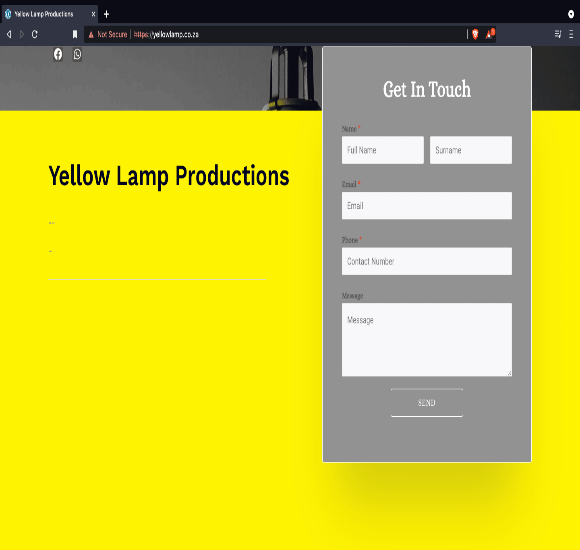 Yellow Lamp Productions
Not Secure | https://yellowlamp.co.za
Get In Touch
Name *
Full Name
Surname
Email *
Email
Phone *
Contact Number
Message
Message
SEND
Yellow Lamp Productions